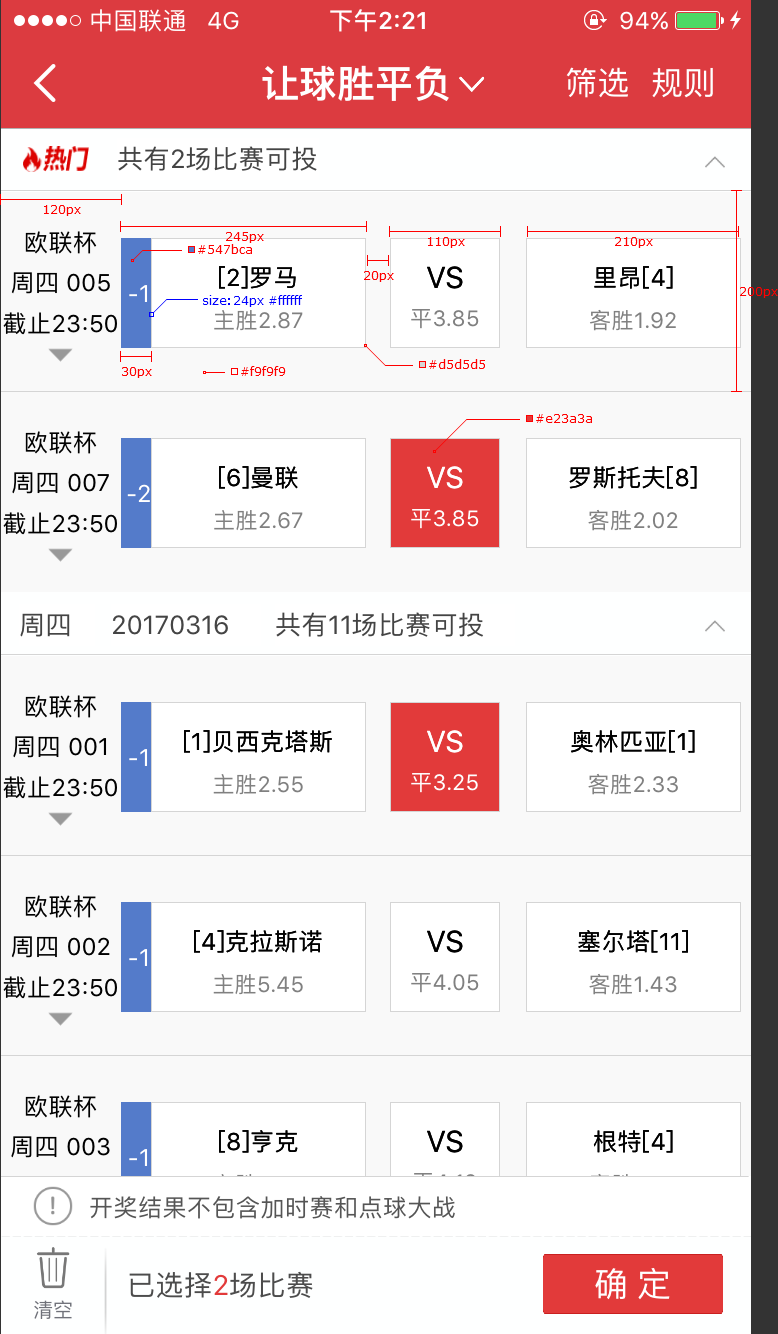 中国联通 4G 下午2:21 94%
让球胜平负 筛选 规则
热门 共有2场比赛可投
120px
245px
110px
210px
#547bca
20px
200px
欧联杯
周四 005
截止23:50
-1
[2]罗马
size:24px #ffffff
主胜2.87
VS
平3.85
里昂[4]
客胜1.92
30px
#f9f9f9
#d5d5d5
#e23a3a
欧联杯
周四 007
截止23:50
-2
[6]曼联
主胜2.67
VS
平3.85
罗斯托夫[8]
客胜2.02
周四 20170316 共有11场比赛可投
欧联杯
周四 001
截止23:50
-1
[1]贝西克塔斯
主胜2.55
VS
平3.25
奥林匹亚[1]
客胜2.33
欧联杯
周四 002
截止23:50
-1
[4]克拉斯诺
主胜5.45
VS
平4.05
塞尔塔[11]
客胜1.43
欧联杯
周四 003
-1
[8]亨克
VS
根特[4]
开奖结果不包含加时赛和点球大战
清空
已选择2场比赛
确定